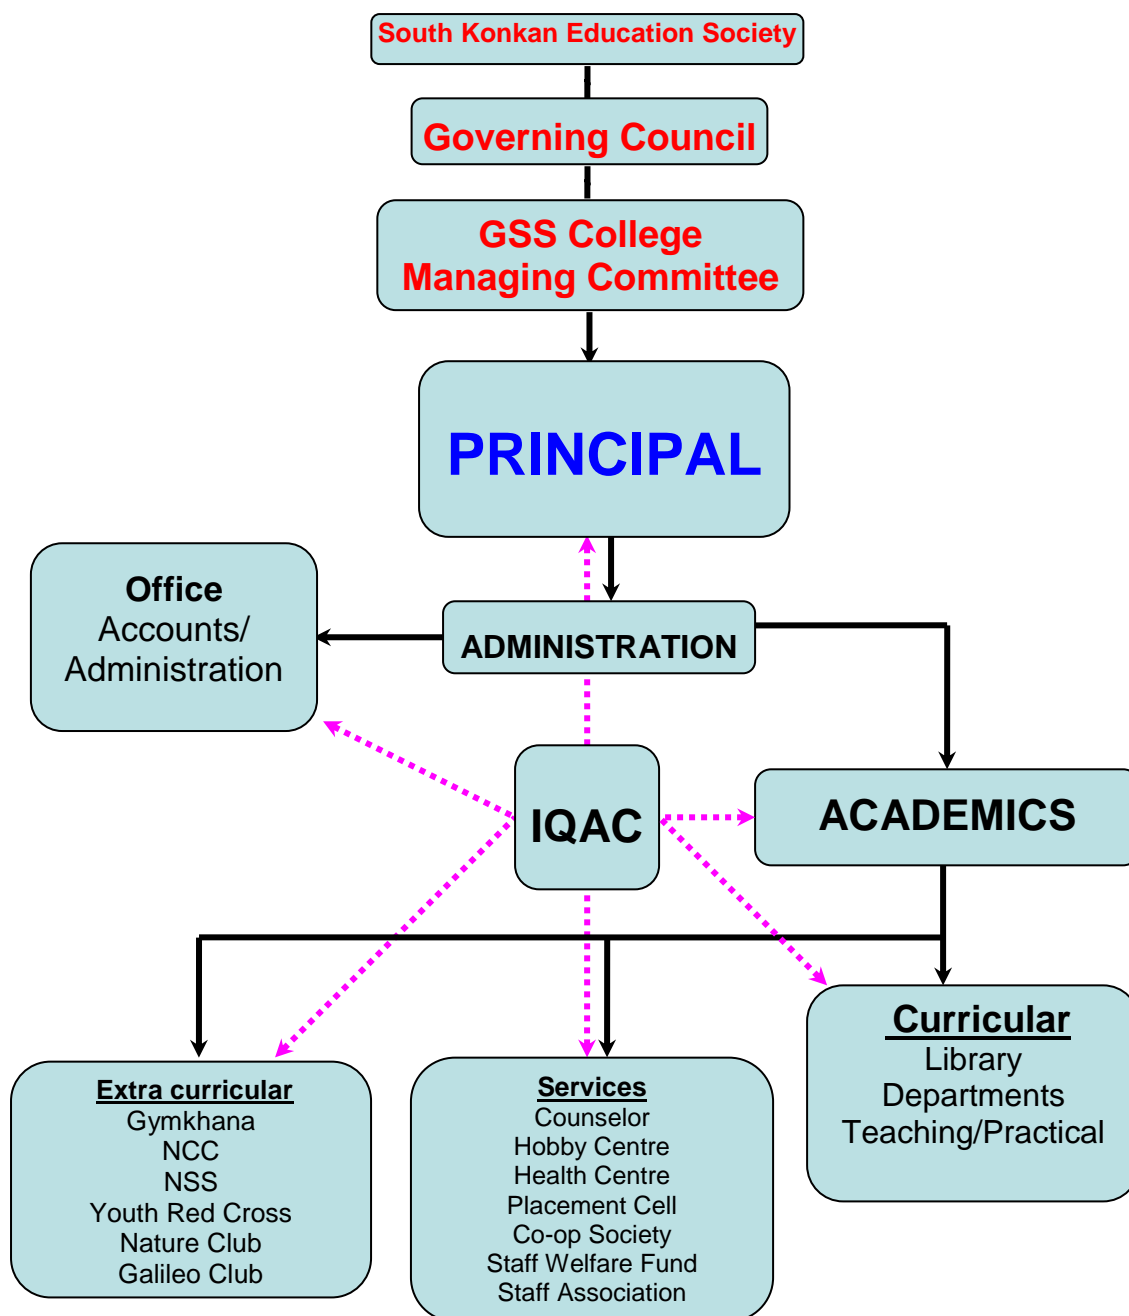 South Konkan Education Society
Governing Council
GSS College
Managing Committee
PRINCIPAL
Office
Accounts/
Administration
ADMINISTRATION
IQAC
ACADEMICS
Extra curricular
Gymkhana
NCC
NSS
Youth Red Cross
Nature Club
Galileo Club
Services
Counselor
Hobby Centre
Health Centre
Placement Cell
Co-op Society
Staff Welfare Fund
Staff Association
Curricular
Library
Departments
Teaching/Practical